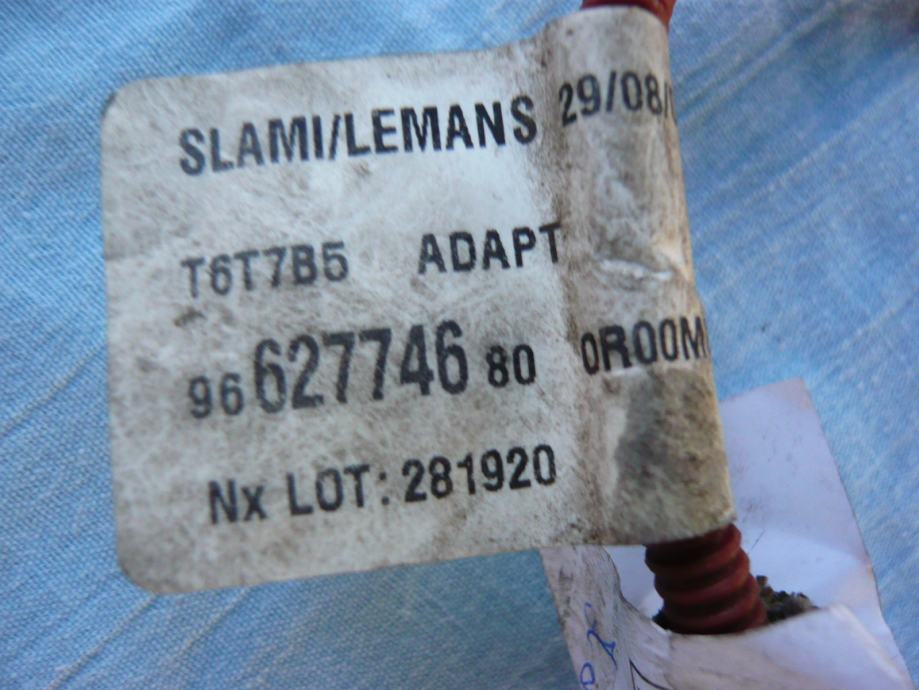 SLAMI/LEMANS 29/08/
T6T7B5 ADAPT
96 627746 80 0R00M
Nx LOT: 281920